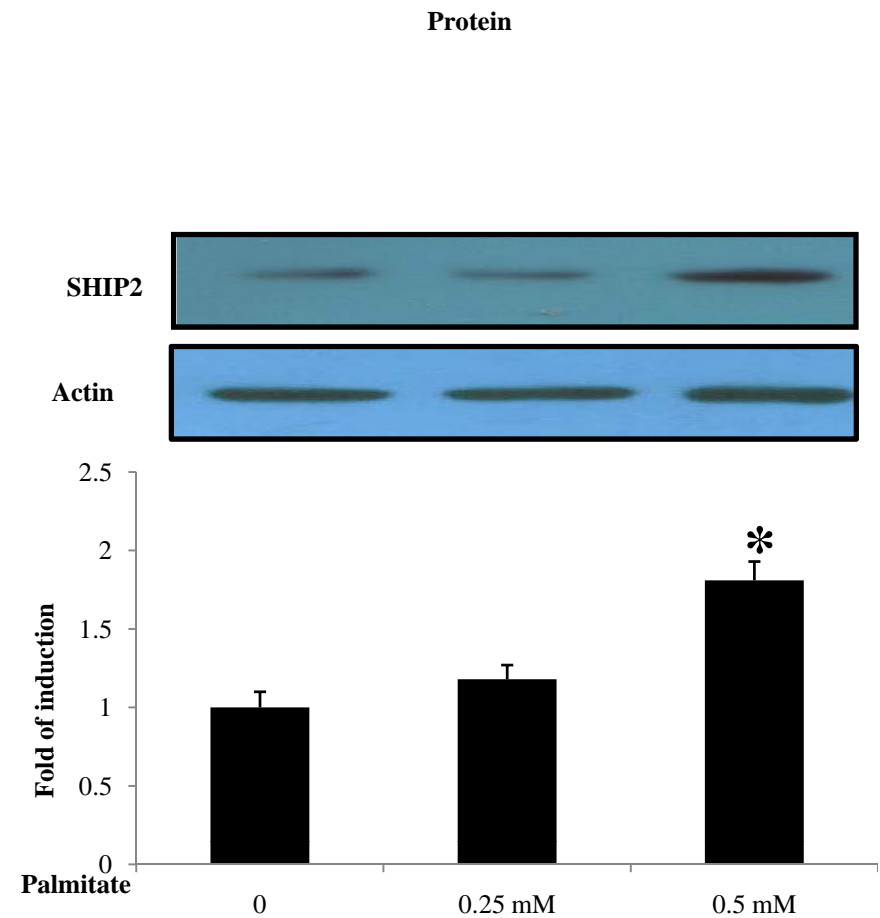 Protein
SHIP2
Actin
2.5
2
1.5
1
0.5
0
Fold of induction
*
Palmitate
0 0.25 mM 0.5 mM